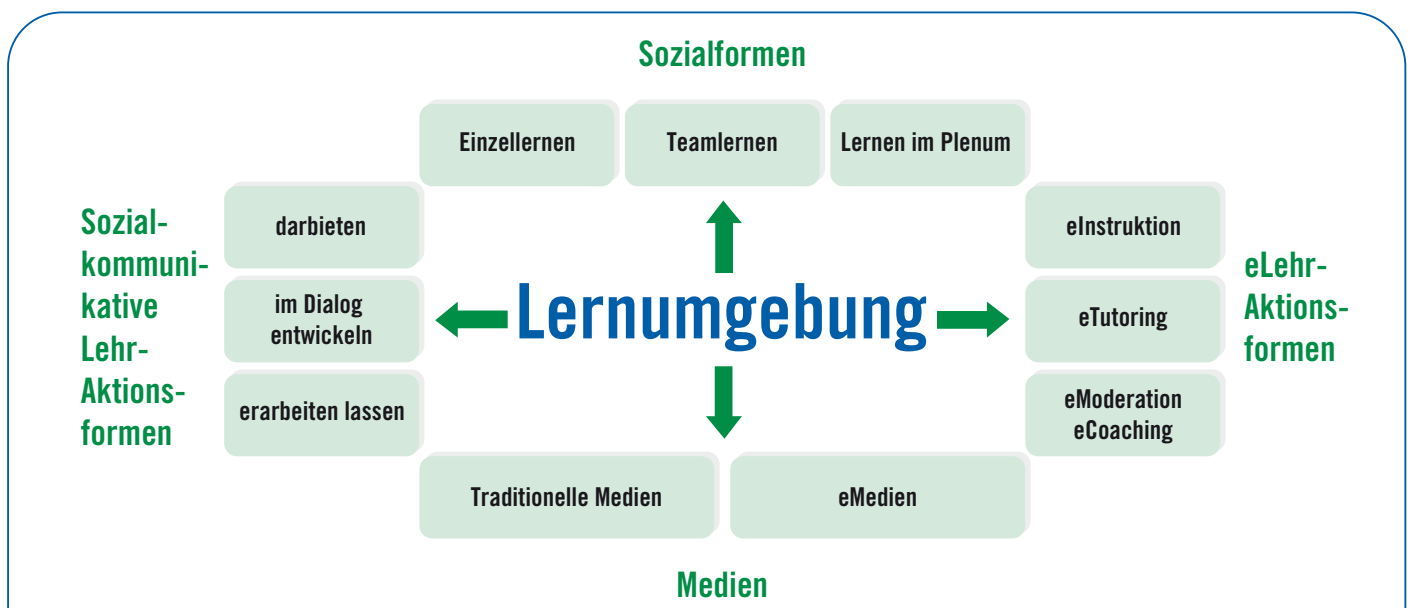 Sozialformen
Einzellernen
Teamlernen
Lernen im Plenum
Sozial-
kommuni-
kative
Lehr-
Aktions-
formen
darbieten
im Dialog
entwickeln
erarbeiten lassen
Lernumgebung
eInstruktion
eTutoring
eModeration
eCoaching
eLehr-
Aktions-
formen
Traditionelle Medien
eMedien
Medien